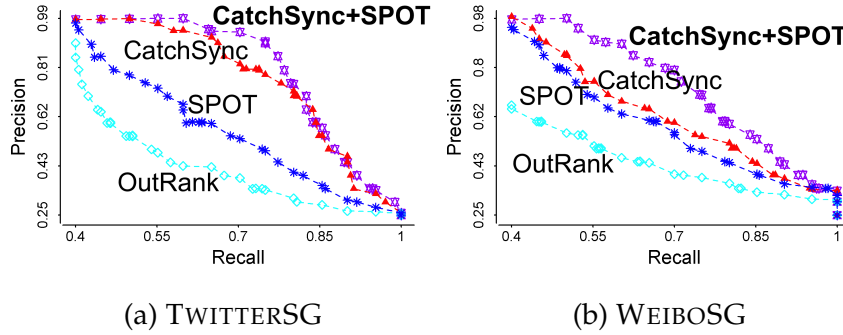 CatchSync+SPOT
CatchSync
SPOT
OutRank
Precision
0.99
0.81
0.62
0.43
0.25
0.4
0.55
0.7
0.85
1
Recall
(a) TWITTERSG
CatchSync+SPOT
CatchSync
SPOT
OutRank
Precision
0.98
0.8
0.62
0.43
0.25
0.4
0.55
0.7
0.85
1
Recall
(b) WEIBOSG